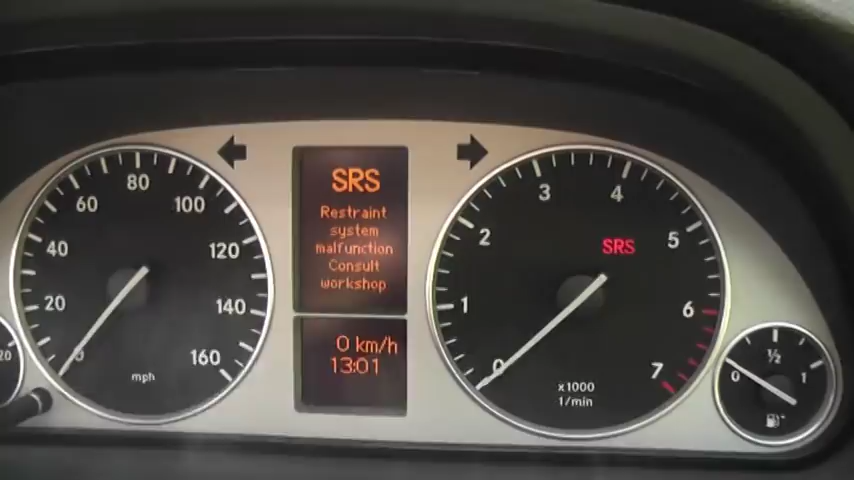 SRS
Restraint
system
malfunction
Consult
workshop
0 km/h
13:01
0
20
40
60
80
100
120
140
160
mph
0
1
2
3
4
5
6
7
SRS
x1000
1/min
0
½
1